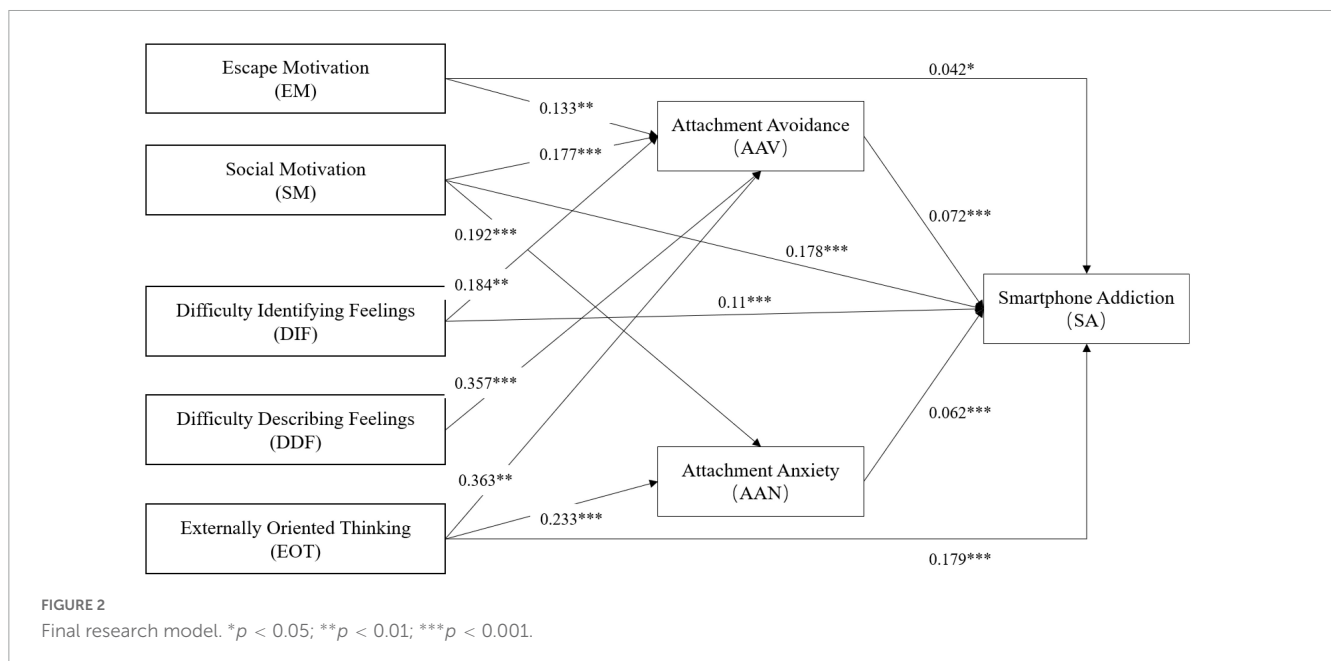 Escape Motivation
(EM)
0.042*
0.133**
Attachment Avoidance
（AAV）
Social Motivation
(SM)
0.177***
0.072***
0.192***
0.178***
0.184**
Difficulty Identifying Feelings
(DIF)
0.11***
Smartphone Addiction
（SA）
0.357***
Difficulty Describing Feelings
(DDF)
0.062***
Attachment Anxiety
（AAN）
0.363**
0.233***
Externally Oriented Thinking
(EOT)
0.179***
FIGURE 2
Final research model. *p < 0.05; **p < 0.01; ***p < 0.001.